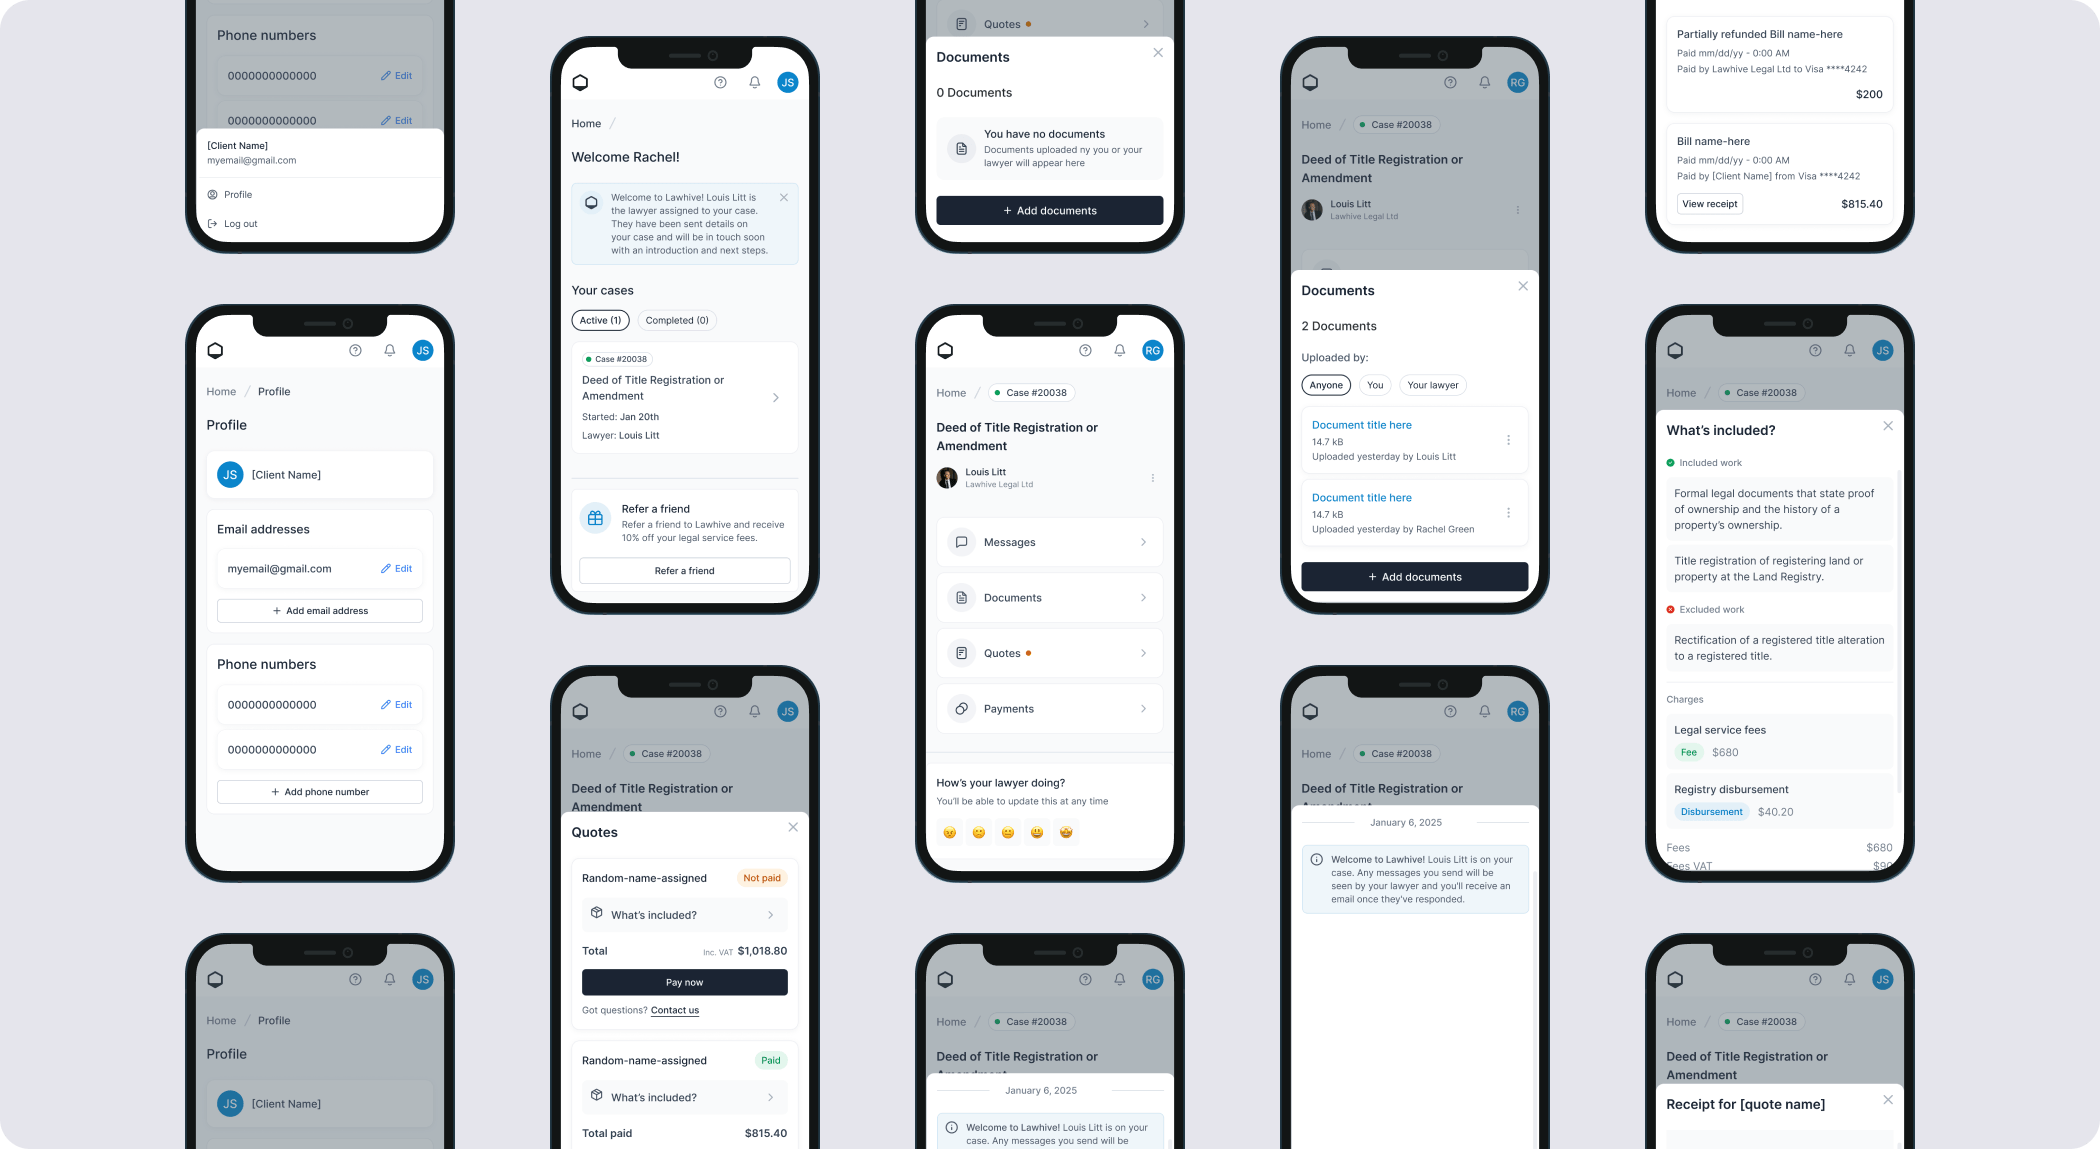 Phone numbers
0000000000000
Edit
0000000000000
Edit
[Client Name]
myemail@gmail.com
Profile
Log out
JS
Home / Profile
Profile
JS
[Client Name]
Email addresses
myemail@gmail.com
Edit
+ Add email address
Phone numbers
0000000000000
Edit
0000000000000
Edit
+ Add phone number
JS
Home / Profile
Profile
JS
[Client Name]
JS
Home /
Welcome Rachel!
Welcome to Lawhive! Louis Litt is
the lawyer assigned to your case.
They have been sent details on
your case and will be in touch soon
with an introduction and next steps.
Your cases
Active (1)
Completed (0)
Case #20038
Deed of Title Registration or
Amendment
Started: Jan 20th
Lawyer: Louis Litt
Refer a friend
Refer a friend to Lawhive and receive
10% off your legal service fees.
Refer a friend
JS
Home / Case #20038
Deed of Title Registration or
Amendment
Quotes
Random-name-assigned
Not paid
What's included?
Total
Inc. VAT $1,018.80
Pay now
Got questions? Contact us
Random-name-assigned
Paid
What's included?
Total paid
$815.40
Quotes
Documents
0 Documents
You have no documents
Documents uploaded ny you or your
lawyer will appear here
+ Add documents
RG
Home / Case #20038
Deed of Title Registration or
Amendment
Louis Litt
Lawhive Legal Ltd
Messages
Documents
Quotes
Payments
How's your lawyer doing?
You'll be able to update this at any time
RG
Home / Case #20038
Deed of Title Registration or
Amendment
January 6, 2025
Welcome to Lawhive! Louis Litt is on your
case. Any messages you send will be
RG
Home / Case #20038
Deed of Title Registration or
Amendment
Louis Litt
Lawhive Legal Ltd
Documents
2 Documents
Uploaded by:
Anyone
You
Your lawyer
Document title here
14.7 kB
Uploaded yesterday by Louis Litt
Document title here
14.7 kB
Uploaded yesterday by Rachel Green
+ Add documents
RG
Home / Case #20038
Deed of Title Registration or
Amendment
January 6, 2025
Welcome to Lawhive! Louis Litt is on your
case. Any messages you send will be
seen by your lawyer and you'll receive an
email once they've responded.
Partially refunded Bill name-here
Paid mm/dd/yy - 0:00 AM
Paid by Lawhive Legal Ltd to Visa ****4242
$200
Bill name-here
Paid mm/dd/yy - 0:00 AM
Paid by [Client Name] from Visa ****4242
View receipt
$815.40
JS
Home / Case #20038
What's included?
Included work
Formal legal documents that state proof
of ownership and the history of a
property's ownership.
Title registration of registering land or
property at the Land Registry.
Excluded work
Rectification of a registered title alteration
to a registered title.
Charges
Legal service fees
Fee $680
Registry disbursement
Disbursement $40.20
Fees
$680
Fees VAT
JS
Home / Case #20038
Deed of Title Registration or
Amendment
Receipt for [quote name]